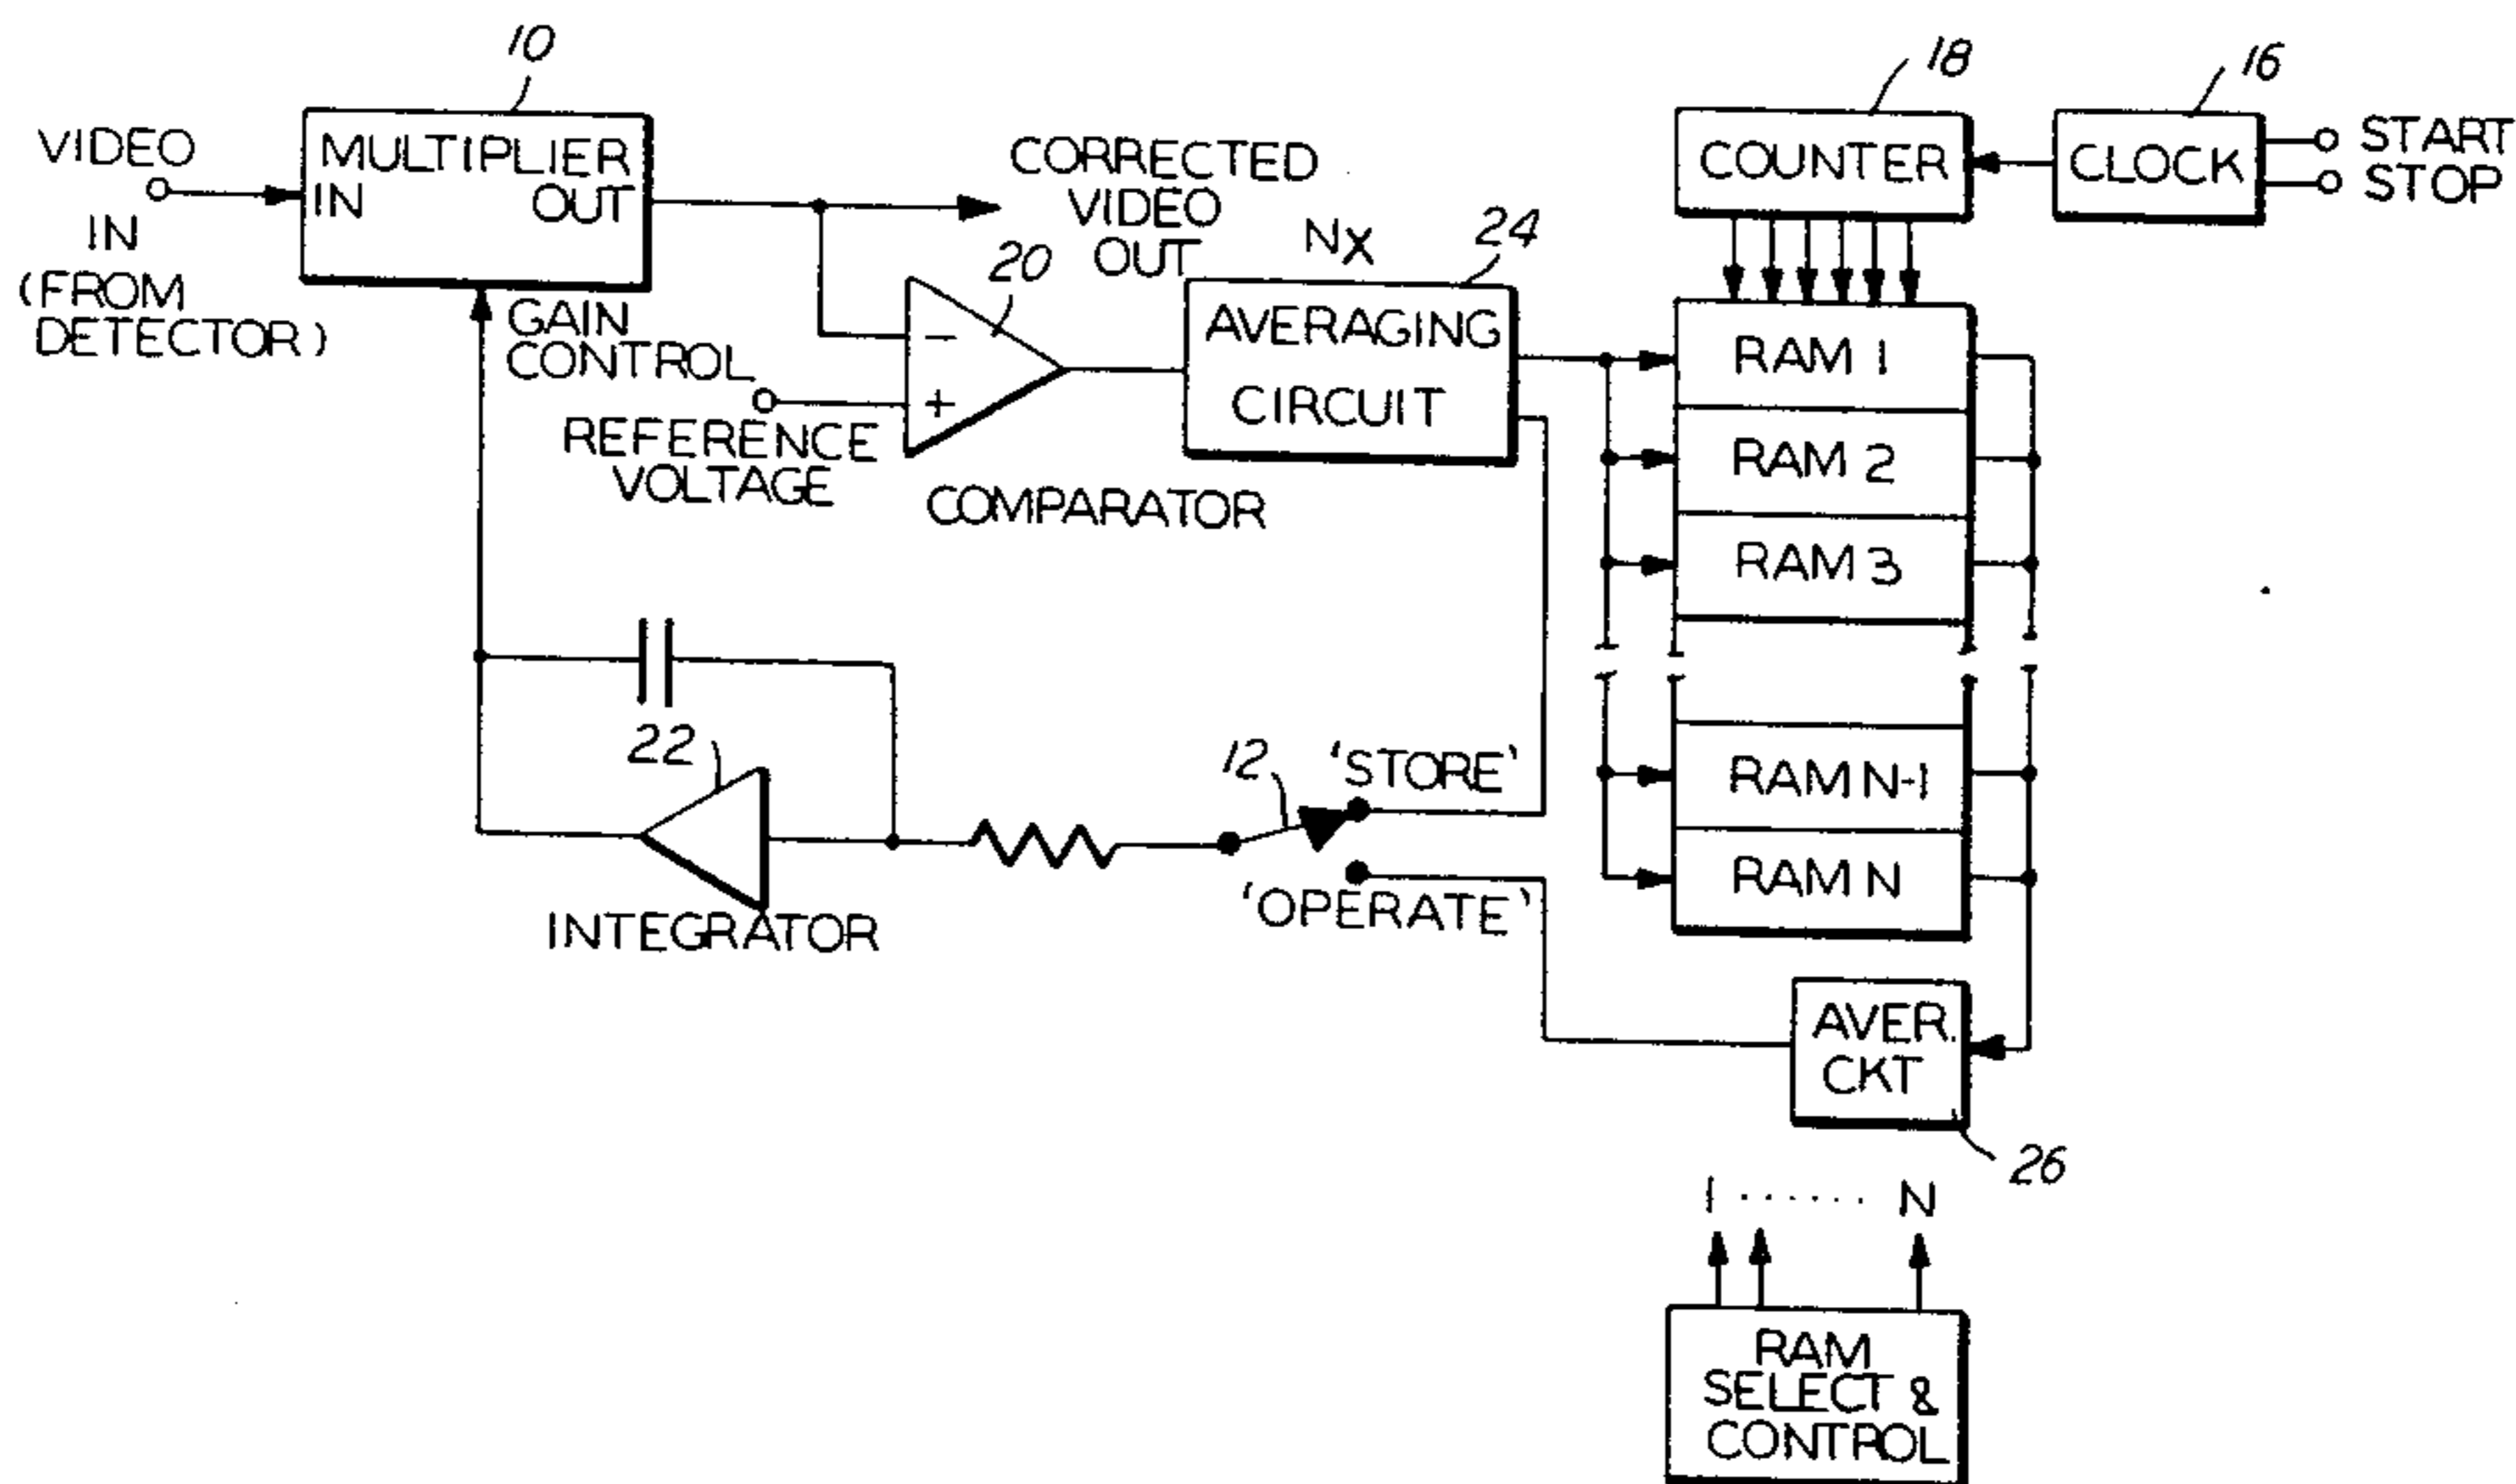 10
VIDEO
IN
(FROM
DETECTOR)
MULTIPLIER
IN
OUT
GAIN
CONTROL
CORRECTED
VIDEO
OUT
20
REFERENCE
VOLTAGE
COMPARATOR
NX
24
AVERAGING
CIRCUIT
18
COUNTER
16
CLOCK
START
STOP
RAM 1
RAM 2
RAM 3
RAM N-1
RAM N
22
INTEGRATOR
12
'STORE'
'OPERATE'
AVER.
CKT
26
1 ...... N
RAM
SELECT &
CONTROL